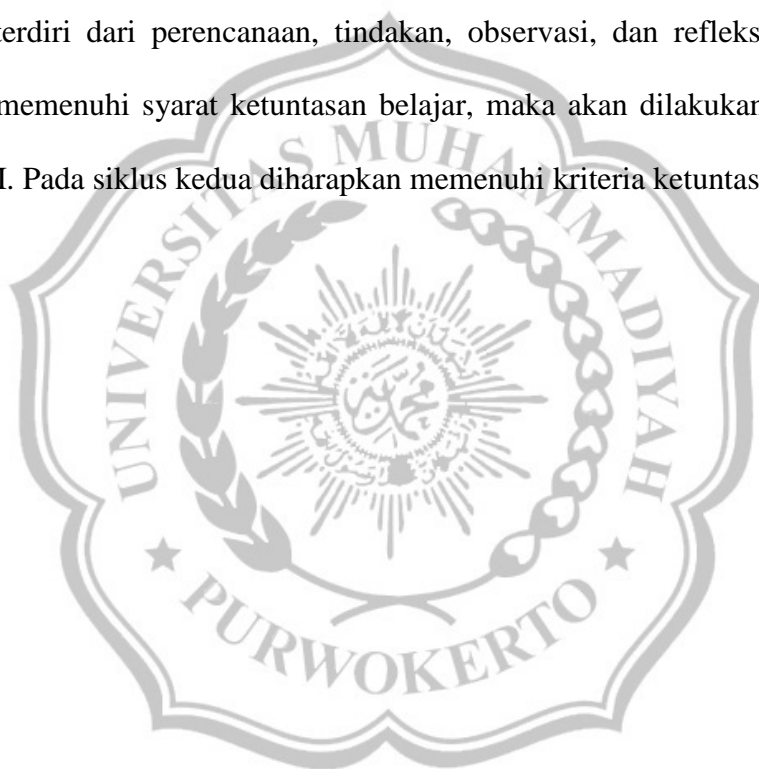 terdiri dari perencanaan, tindakan, observasi, dan refleks
memenuhi syarat ketuntasan belajar, maka akan dilakukan
I. Pada siklus kedua diharapkan memenuhi kriteria ketuntas
UNIVERSITAS MUHAMMADIYAH
PURWOKERTO